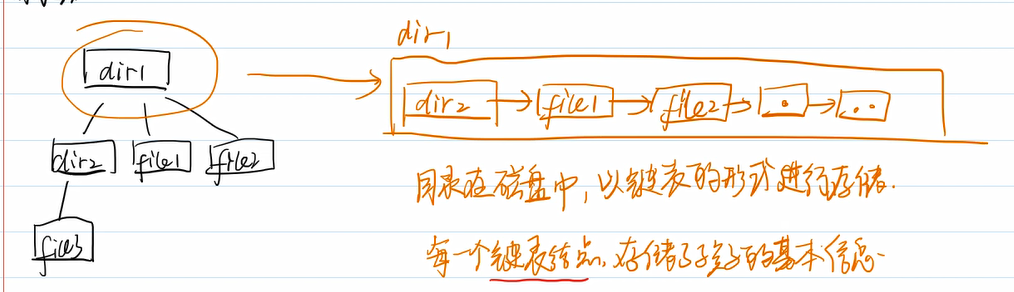 dir1
dir1
dir2 file1 file2 . ..
dir2 file1 file2
file3
目录在磁盘中,以链表的形式进行存储.
每一个链表结点,存储了子女的基本信息.